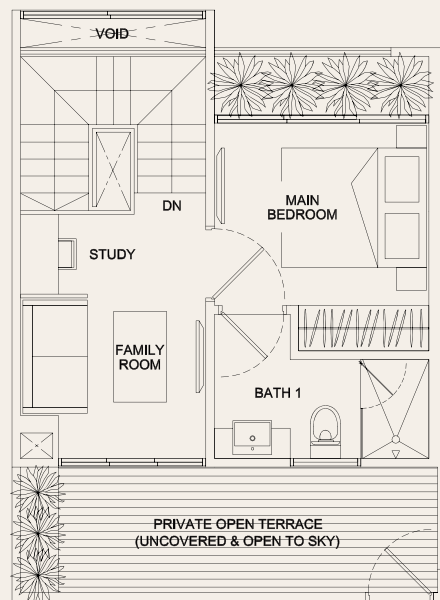 VOID
MAIN
BEDROOM
DN
STUDY
FAMILY
ROOM
BATH 1
PRIVATE OPEN TERRACE
(UNCOVERED & OPEN TO SKY)